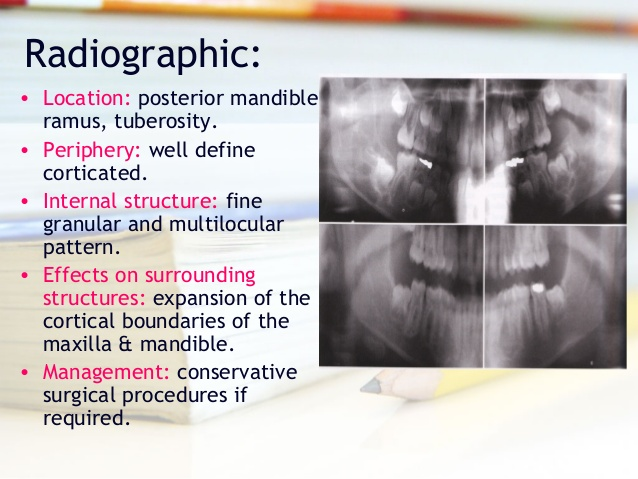 Radiographic:
• Location: posterior mandible
ramus, tuberosity.
• Periphery: well define
corticated.
• Internal structure: fine
granular and multilocular
pattern.
• Effects on surrounding
structures: expansion of the
cortical boundaries of the
maxilla & mandible.
• Management: conservative
surgical procedures if
required.